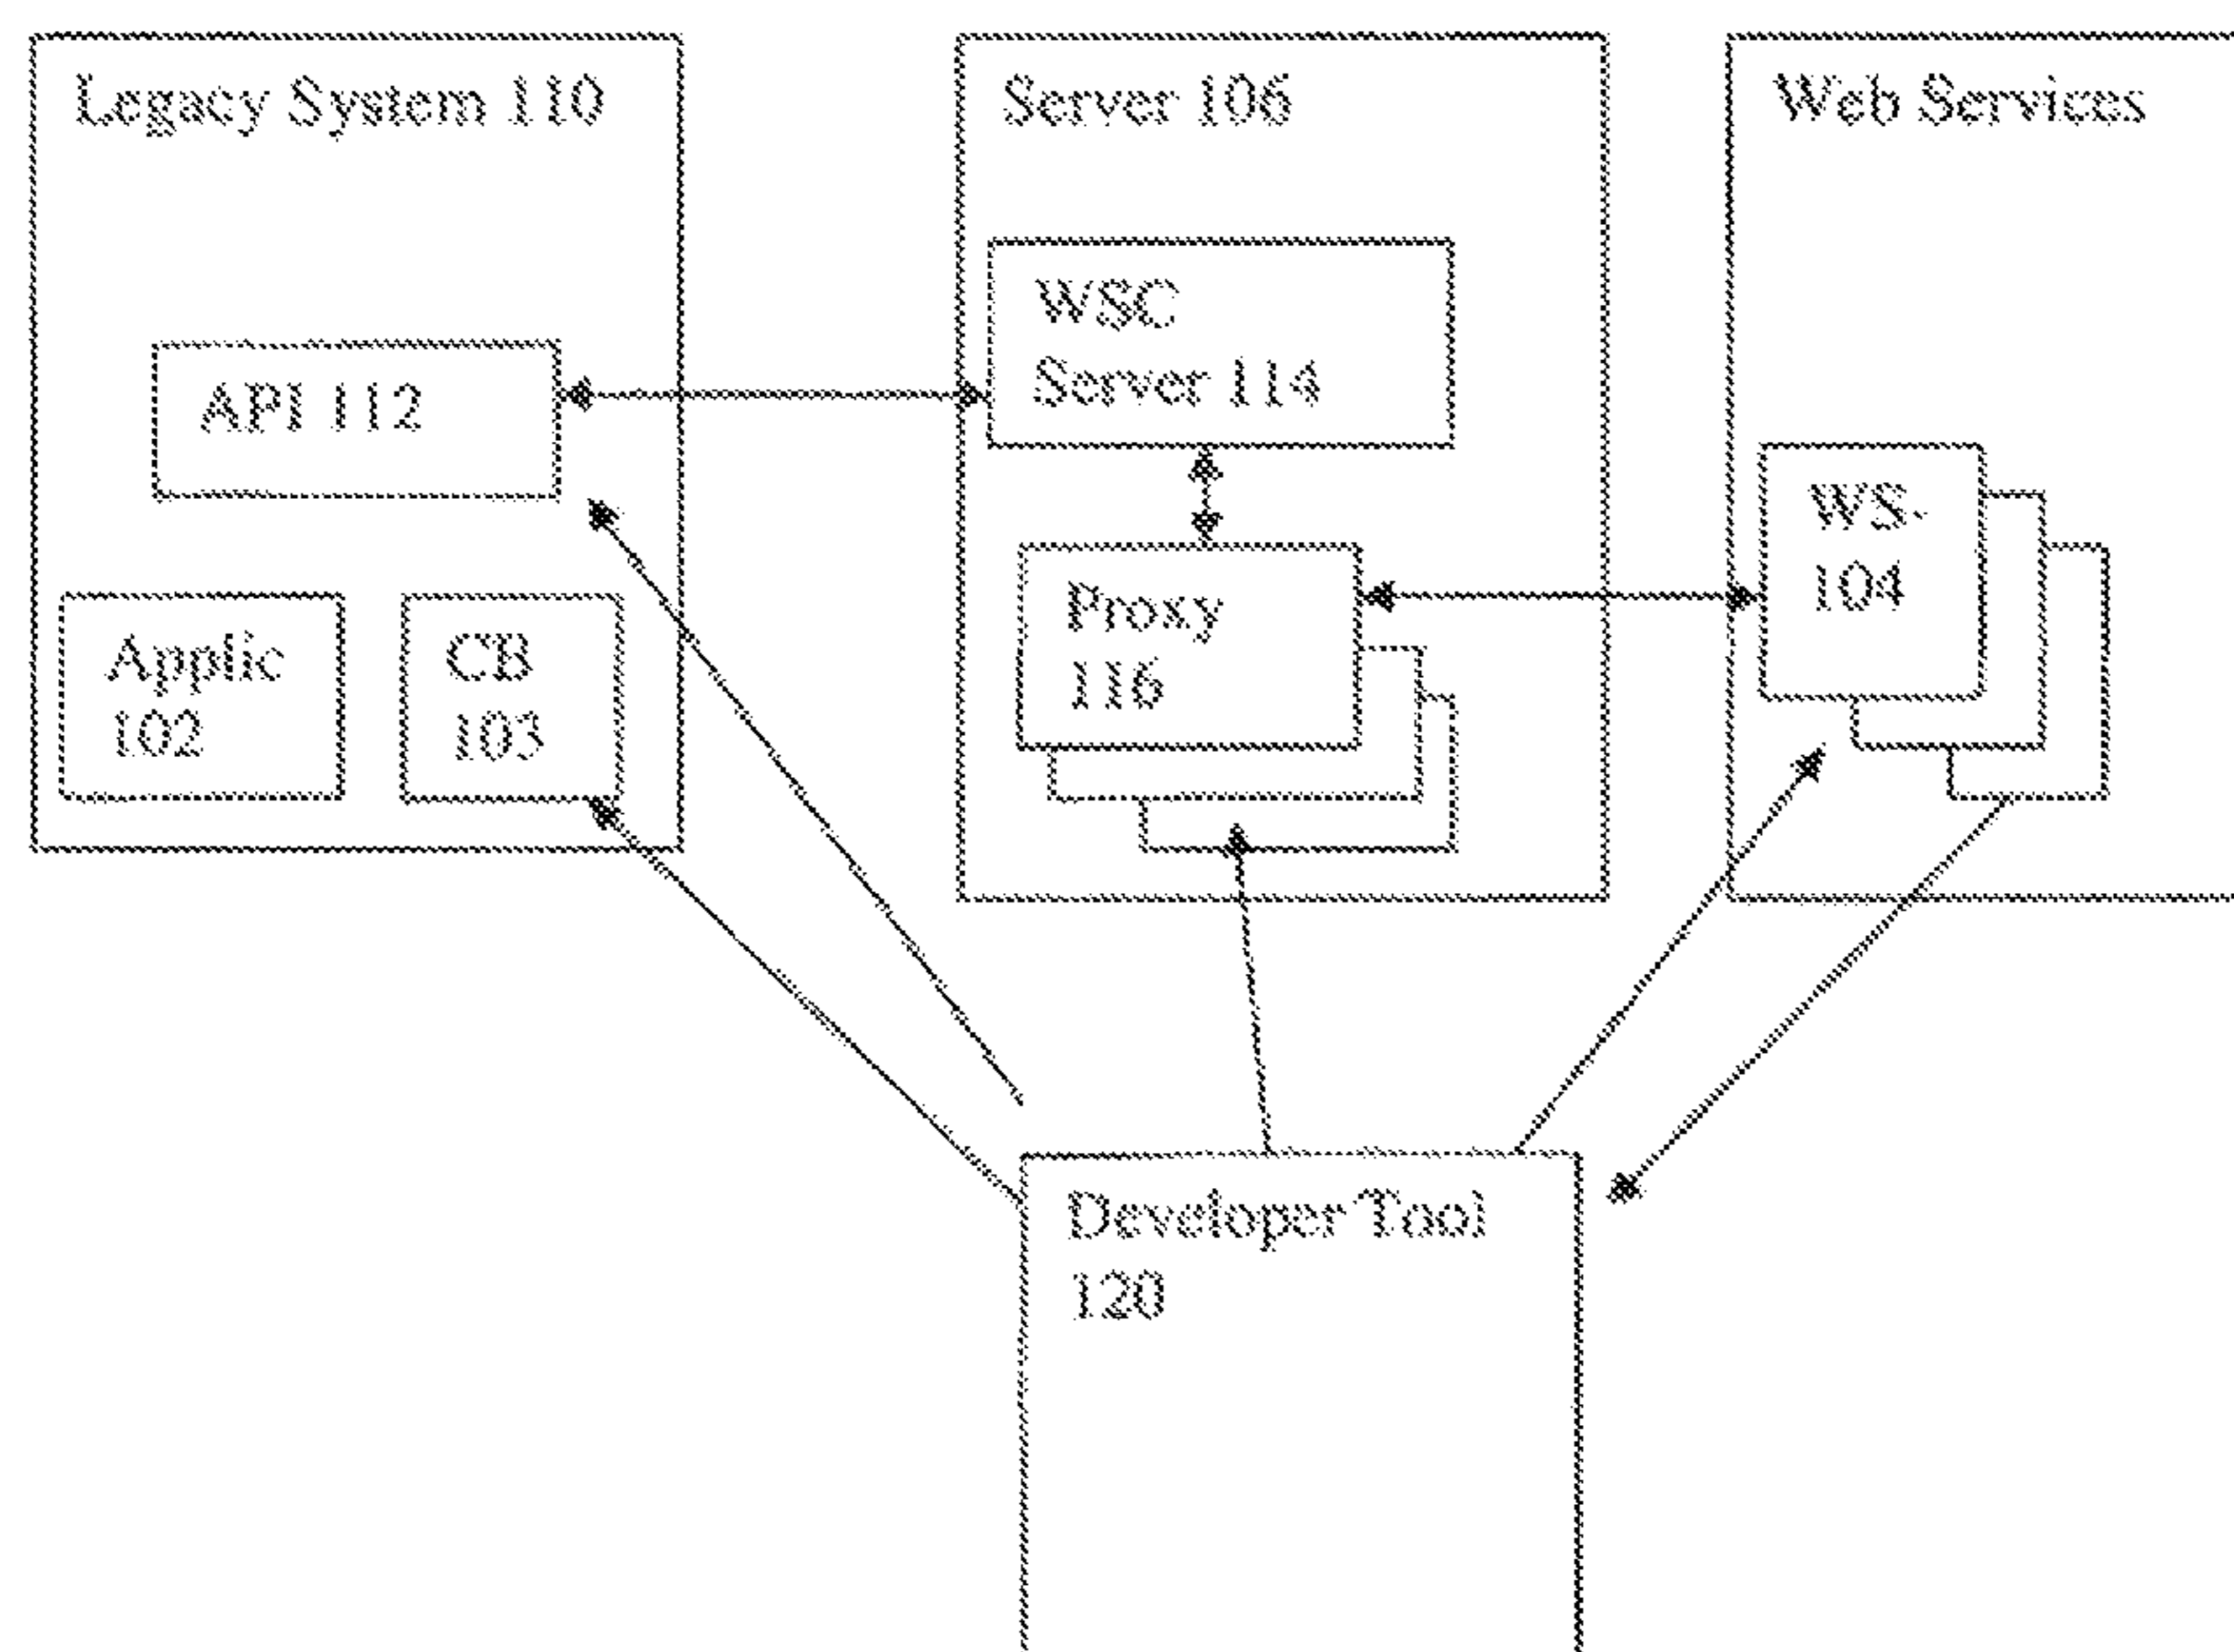 Legacy System 110
API 112
Applic
102
CB
103
Server 106
WSC
Server 114
Proxy
116
Web Services
WS-
104
Developer Tool
120